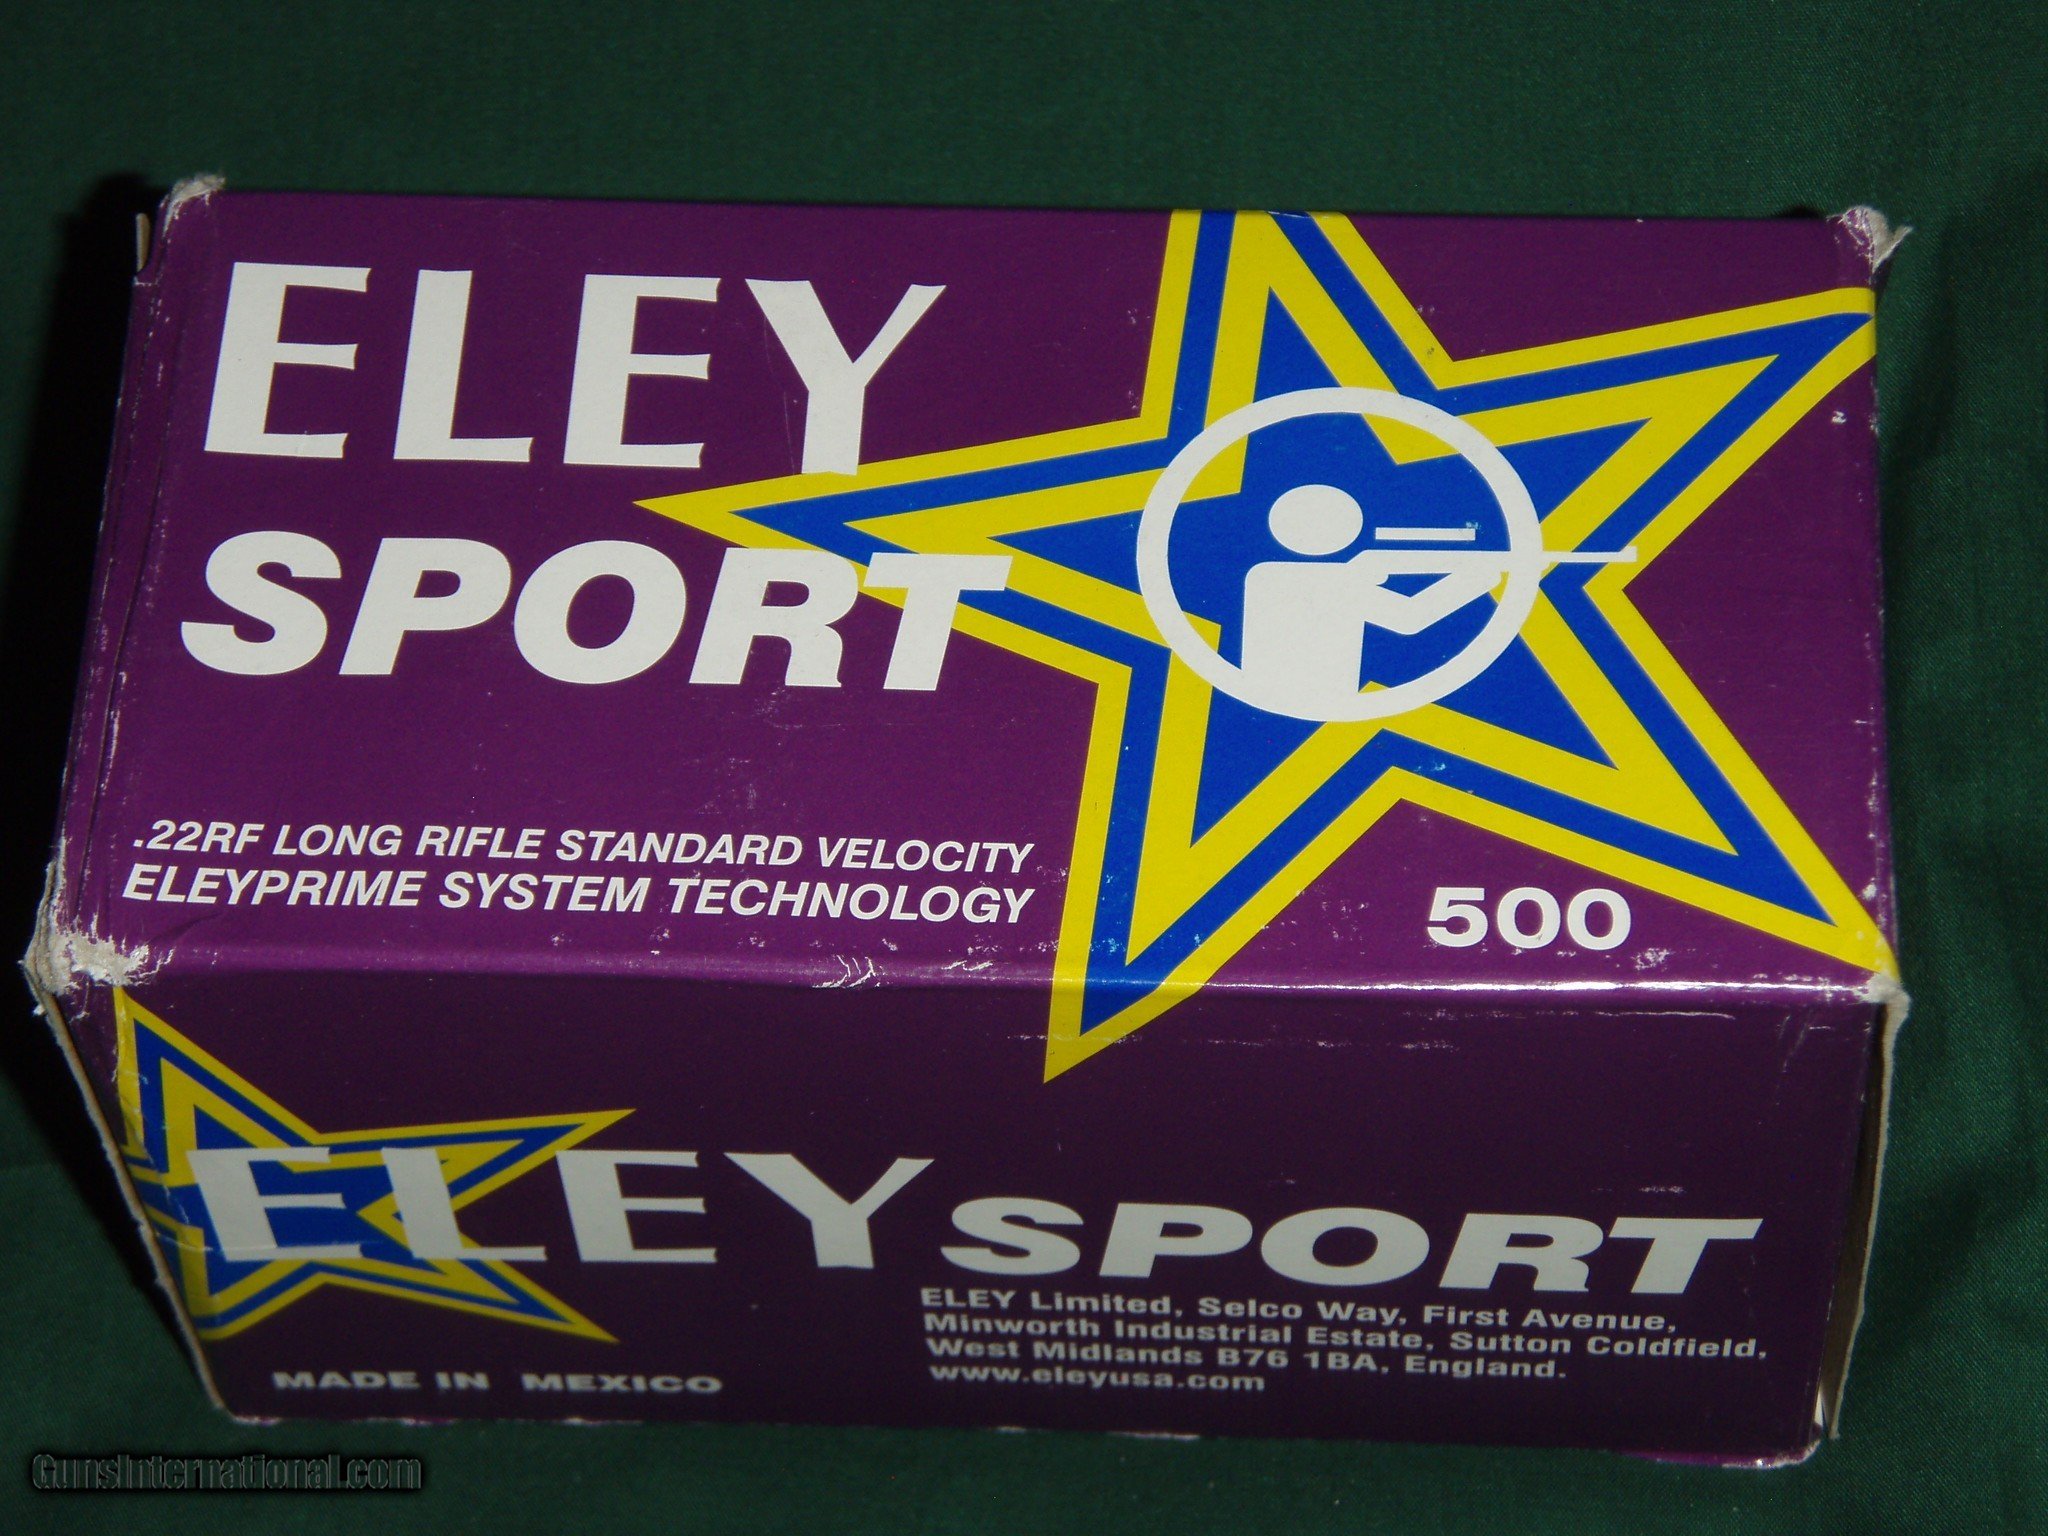 ELEY
SPORT
.22RF LONG RIFLE STANDARD VELOCITY
ELEYPRIME SYSTEM TECHNOLOGY
500
ELEY SPORT
ELEY Limited, Selco Way, First Avenue,
Minworth Industrial Estate, Sutton Coldfield,
West Midlands B76 1BA, England.
www.eleyusa.com
MADE IN MEXICO
GunsInternational.com